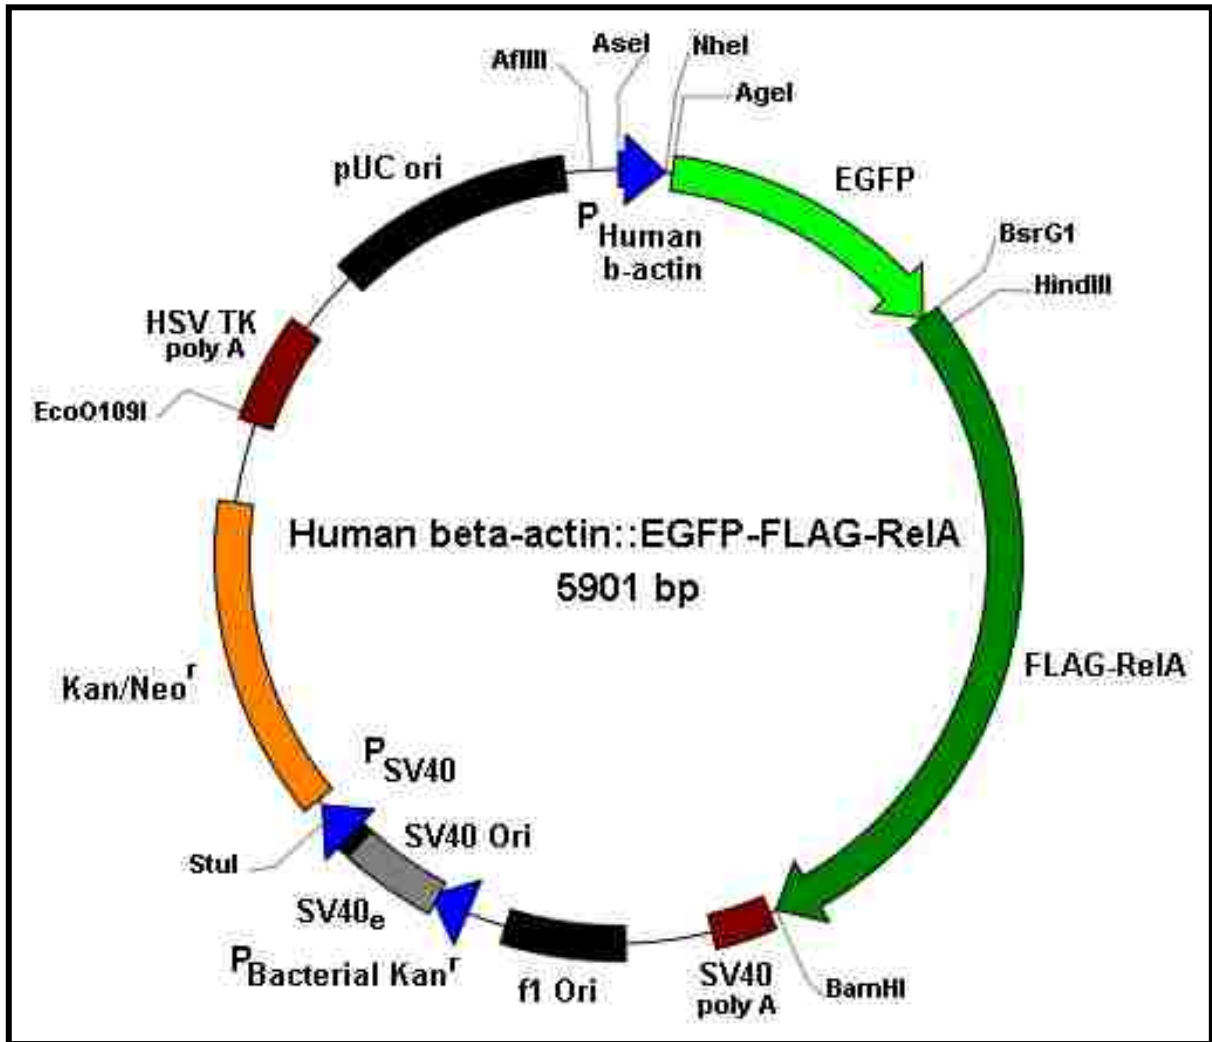 AseI
NheI
AflIII
AgeI
pUC ori
EGFP
P Human
b-actin
BsrG1
HindIII
HSV TK
poly A
EcoO109I
Human beta-actin::EGFP-FLAG-RelA
5901 bp
FLAG-RelA
Kan/Neo r
P SV40
SV40 Ori
StuI
SV40e
P Bacterial Kan r
f1 Ori
SV40
poly A
BamHI